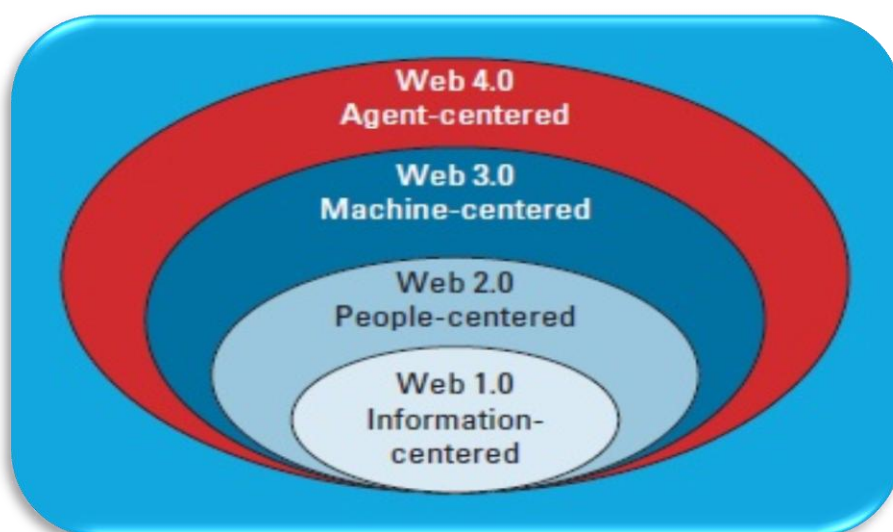 Web 4.0
Agent-centered
Web 3.0
Machine-centered
Web 2.0
People-centered
Web 1.0
Information-
centered